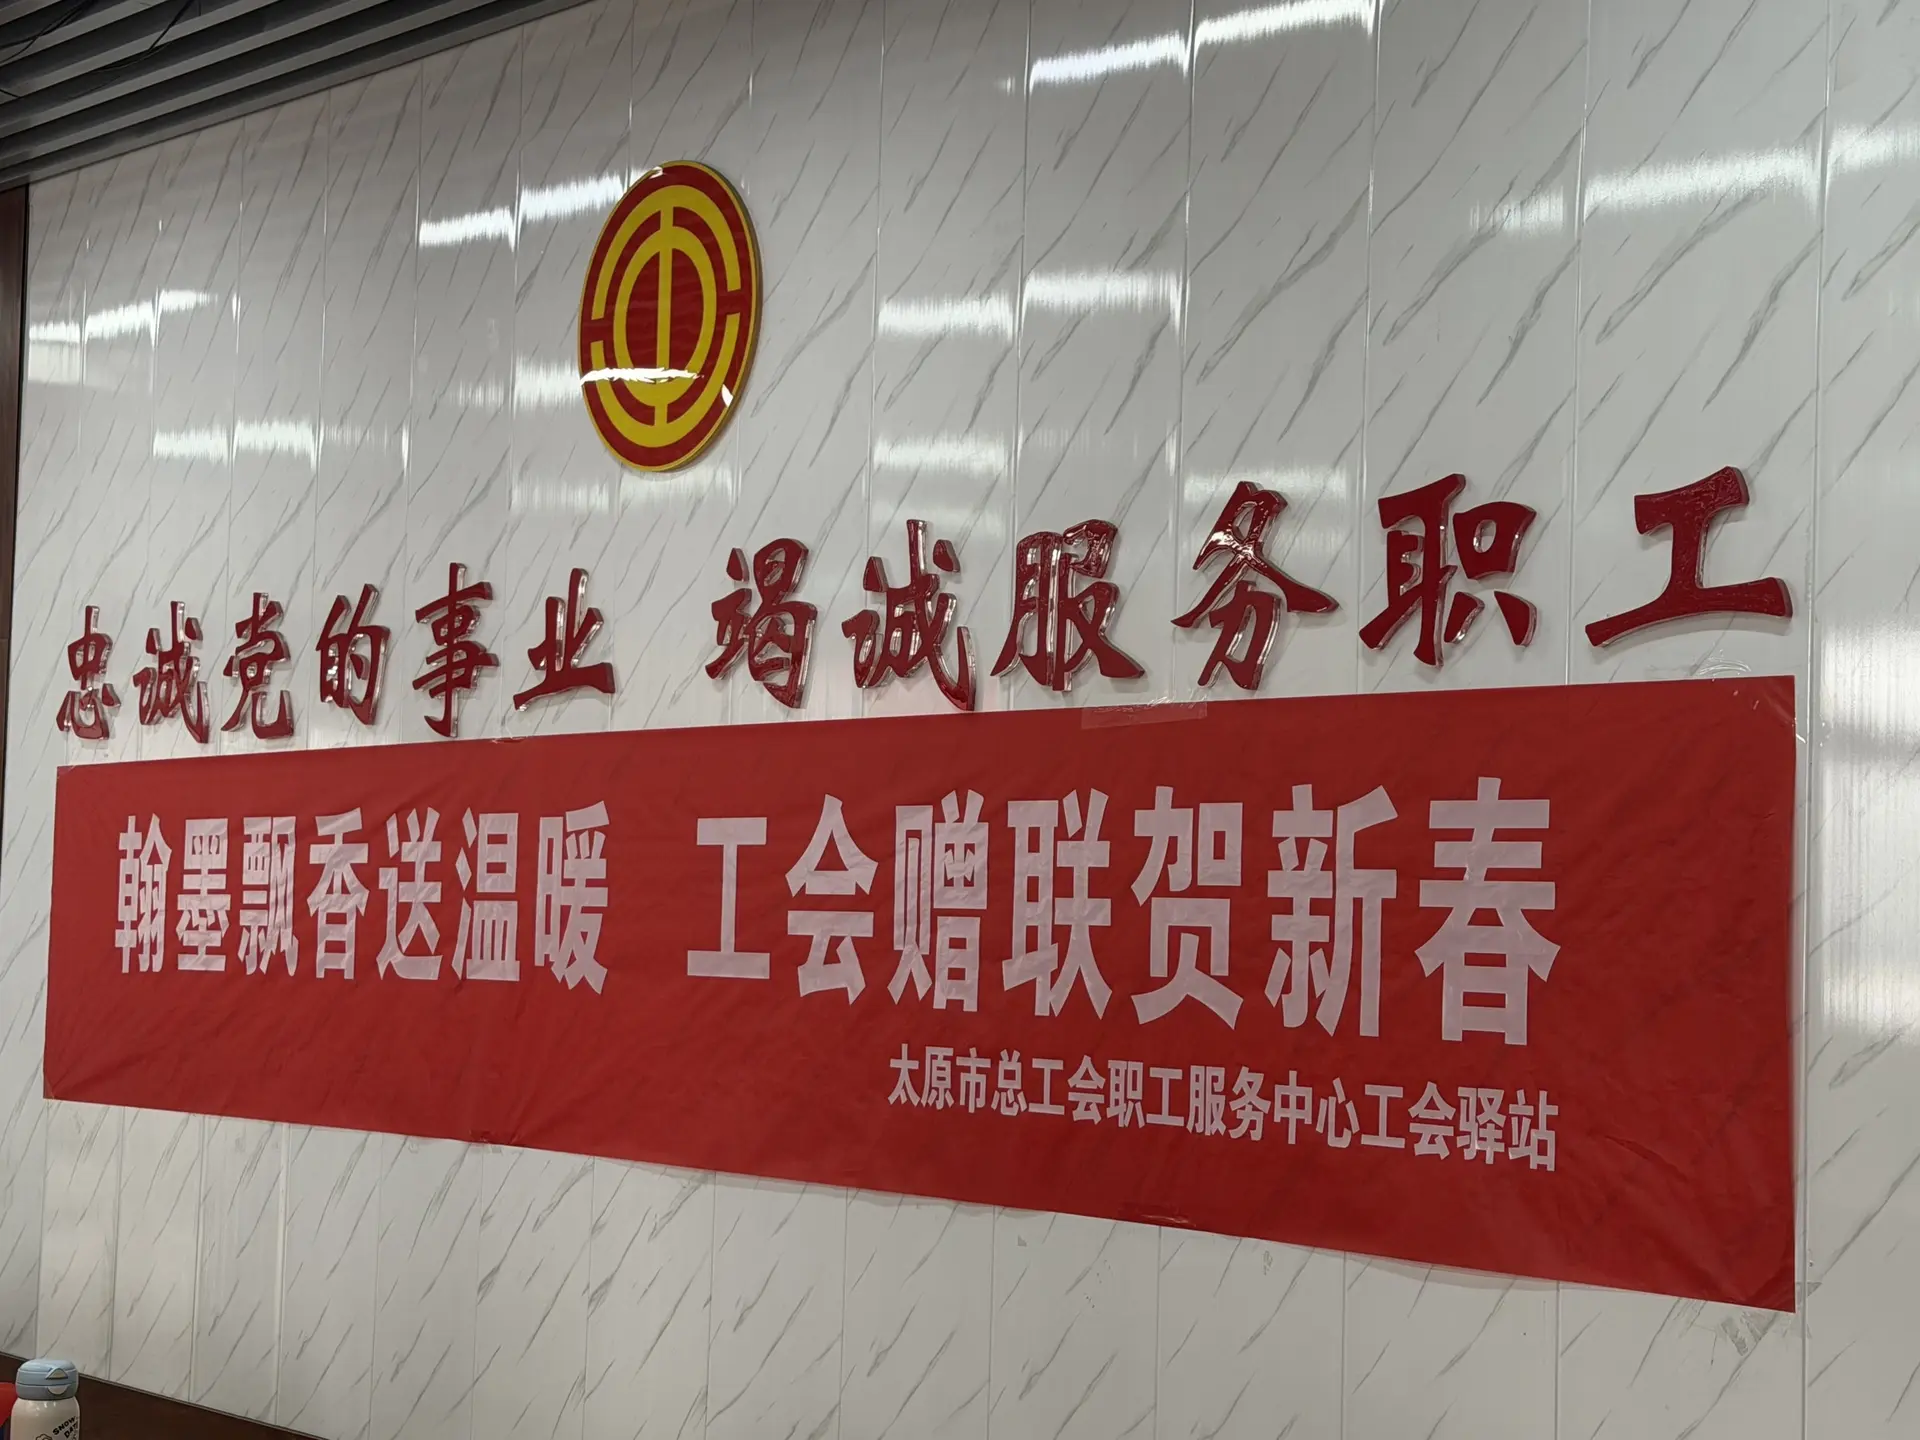 忠诚党的事业 竭诚服务职工
翰墨飘香送温暖 工会赠联贺新春
太原市总工会职工服务中心工会驿站
SNOW